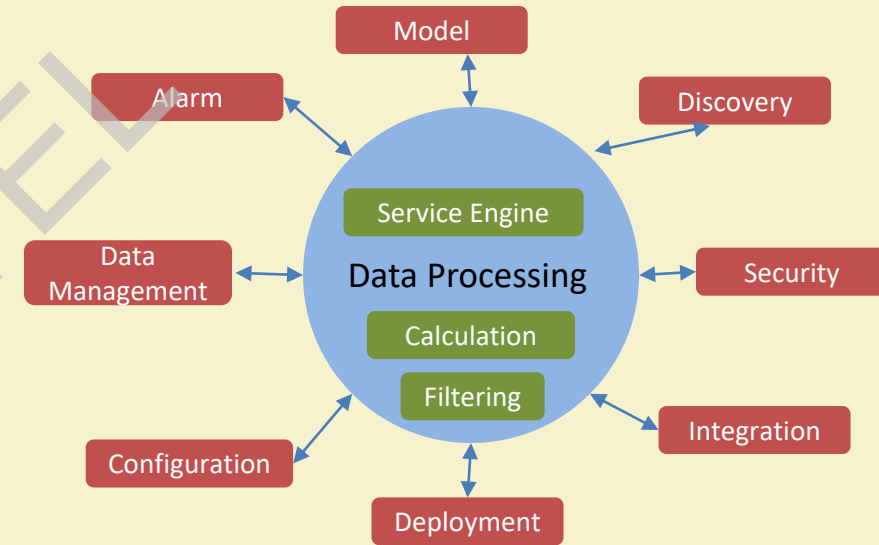 Model
Alarm
Discovery
Service Engine
Data
Management
Data Processing
Security
Calculation
Filtering
Integration
Configuration
Deployment